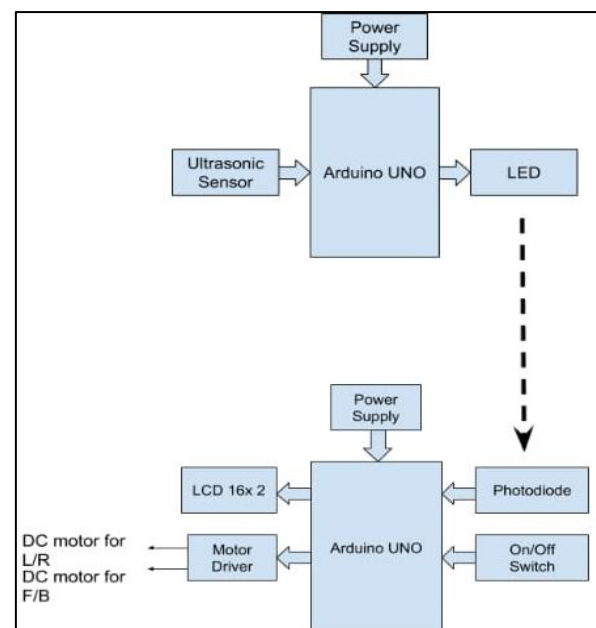 Power
Supply
Ultrasonic
Sensor
Arduino UNO
LED
Power
Supply
LCD 16x 2
Photodiode
DC motor for
L/R
DC motor for
F/B
Motor
Driver
Arduino UNO
On/Off
Switch